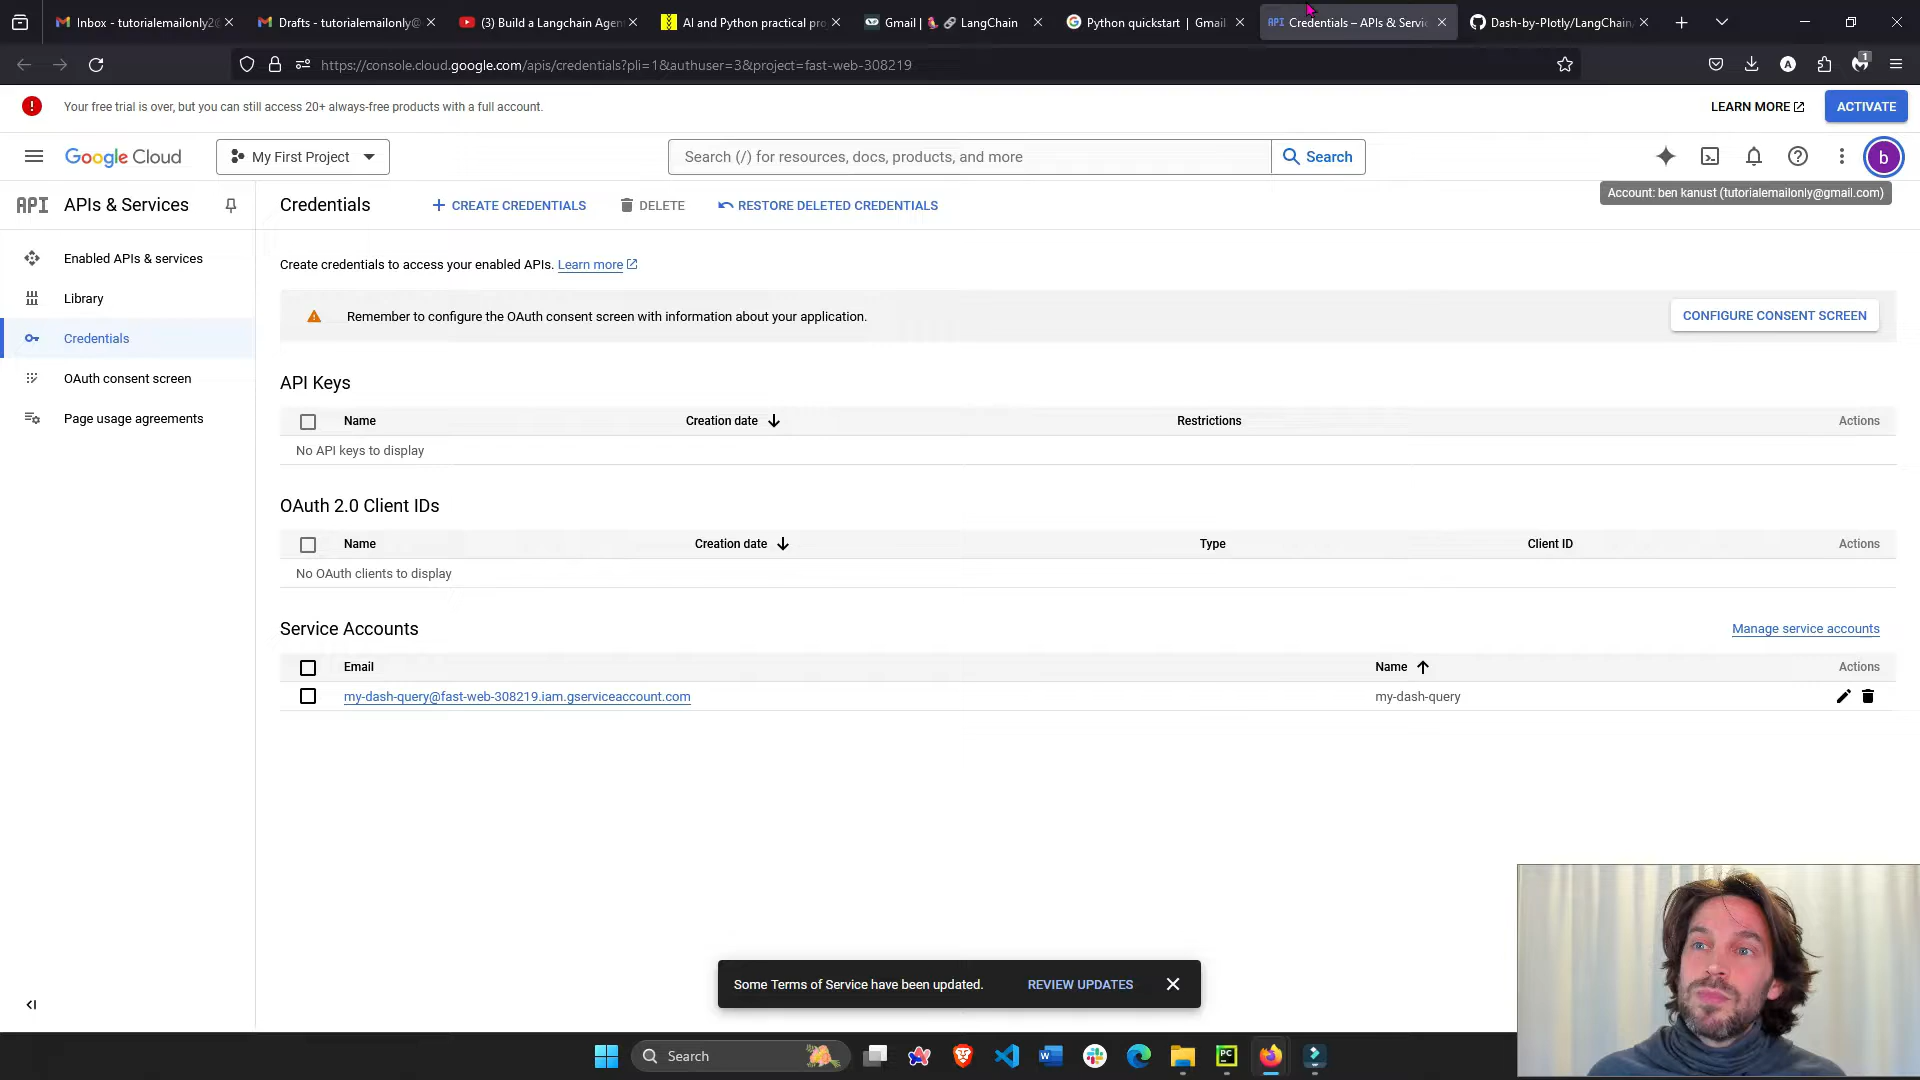 Inbox - tutorialemailonly2
Drafts - tutorialemailonly@
(3) Build a Langchain Agen
AI and Python practical pro
Gmail | 🦜️🔗 LangChain
Python quickstart | Gmail
API Credentials – APIs & Servic
Dash-by-Plotly/LangChain
https://console.cloud.google.com/apis/credentials?pli=1&authuser=3&project=fast-web-308219
A
1
Your free trial is over, but you can still access 20+ always-free products with a full account.
LEARN MORE
ACTIVATE
Google Cloud
My First Project
Search (/) for resources, docs, products, and more
Search
b
Account: ben kanust (tutorialemailonly@gmail.com)
API APIs & Services
Credentials
CREATE CREDENTIALS
DELETE
RESTORE DELETED CREDENTIALS
Enabled APIs & services
Library
Credentials
OAuth consent screen
Page usage agreements
Create credentials to access your enabled APIs. Learn more
Remember to configure the OAuth consent screen with information about your application.
CONFIGURE CONSENT SCREEN
API Keys
Name Creation date Restrictions Actions
No API keys to display
OAuth 2.0 Client IDs
Name Creation date Type Client ID Actions
No OAuth clients to display
Service Accounts
Manage service accounts
Email Name Actions
my-dash-query@fast-web-308219.iam.gserviceaccount.com my-dash-query
Some Terms of Service have been updated. REVIEW UPDATES
Search
PC